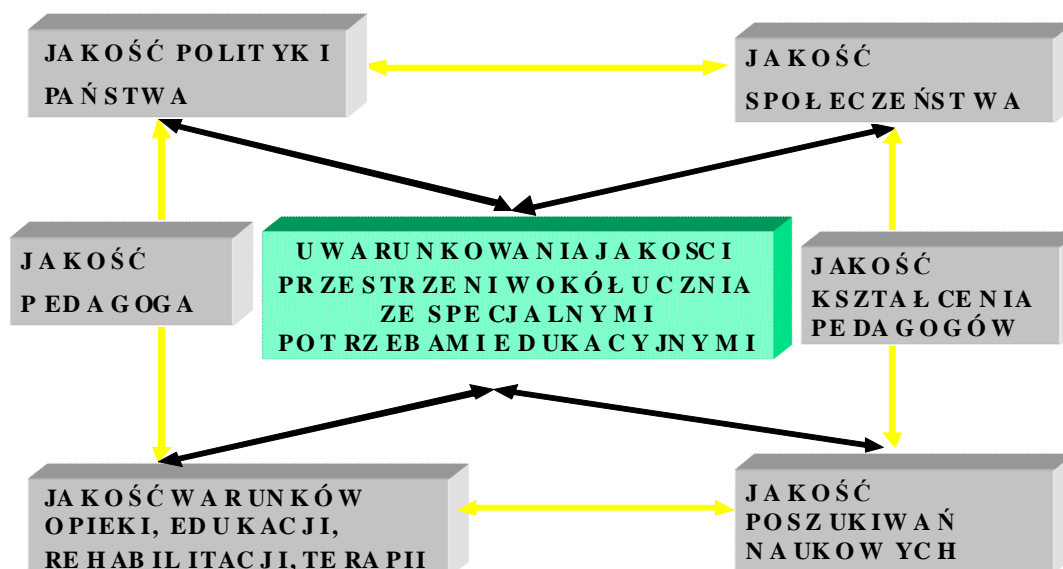 JAKOŚĆ POLITYKI
PAŃSTWA
JAKOŚĆ
SPOŁECZEŃSTWA
JAKOŚĆ
PEDAGOGA
UWARUNKOWANIA JAKOSCI
PRZESTRZENI WOKÓŁ UCZNIA
ZE SPECJALNYMI
POTRZEBAMI EDUKACYJNYMI
JAKOŚĆ
KSZTAŁCENIA
PEDAGOGÓW
JAKOŚĆ WARUNKÓW
OPIEKI, EDUKACJI,
REHABILITACJI, TERAPII
JAKOŚĆ
POSZUKIWAŃ
NAUKOWYCH